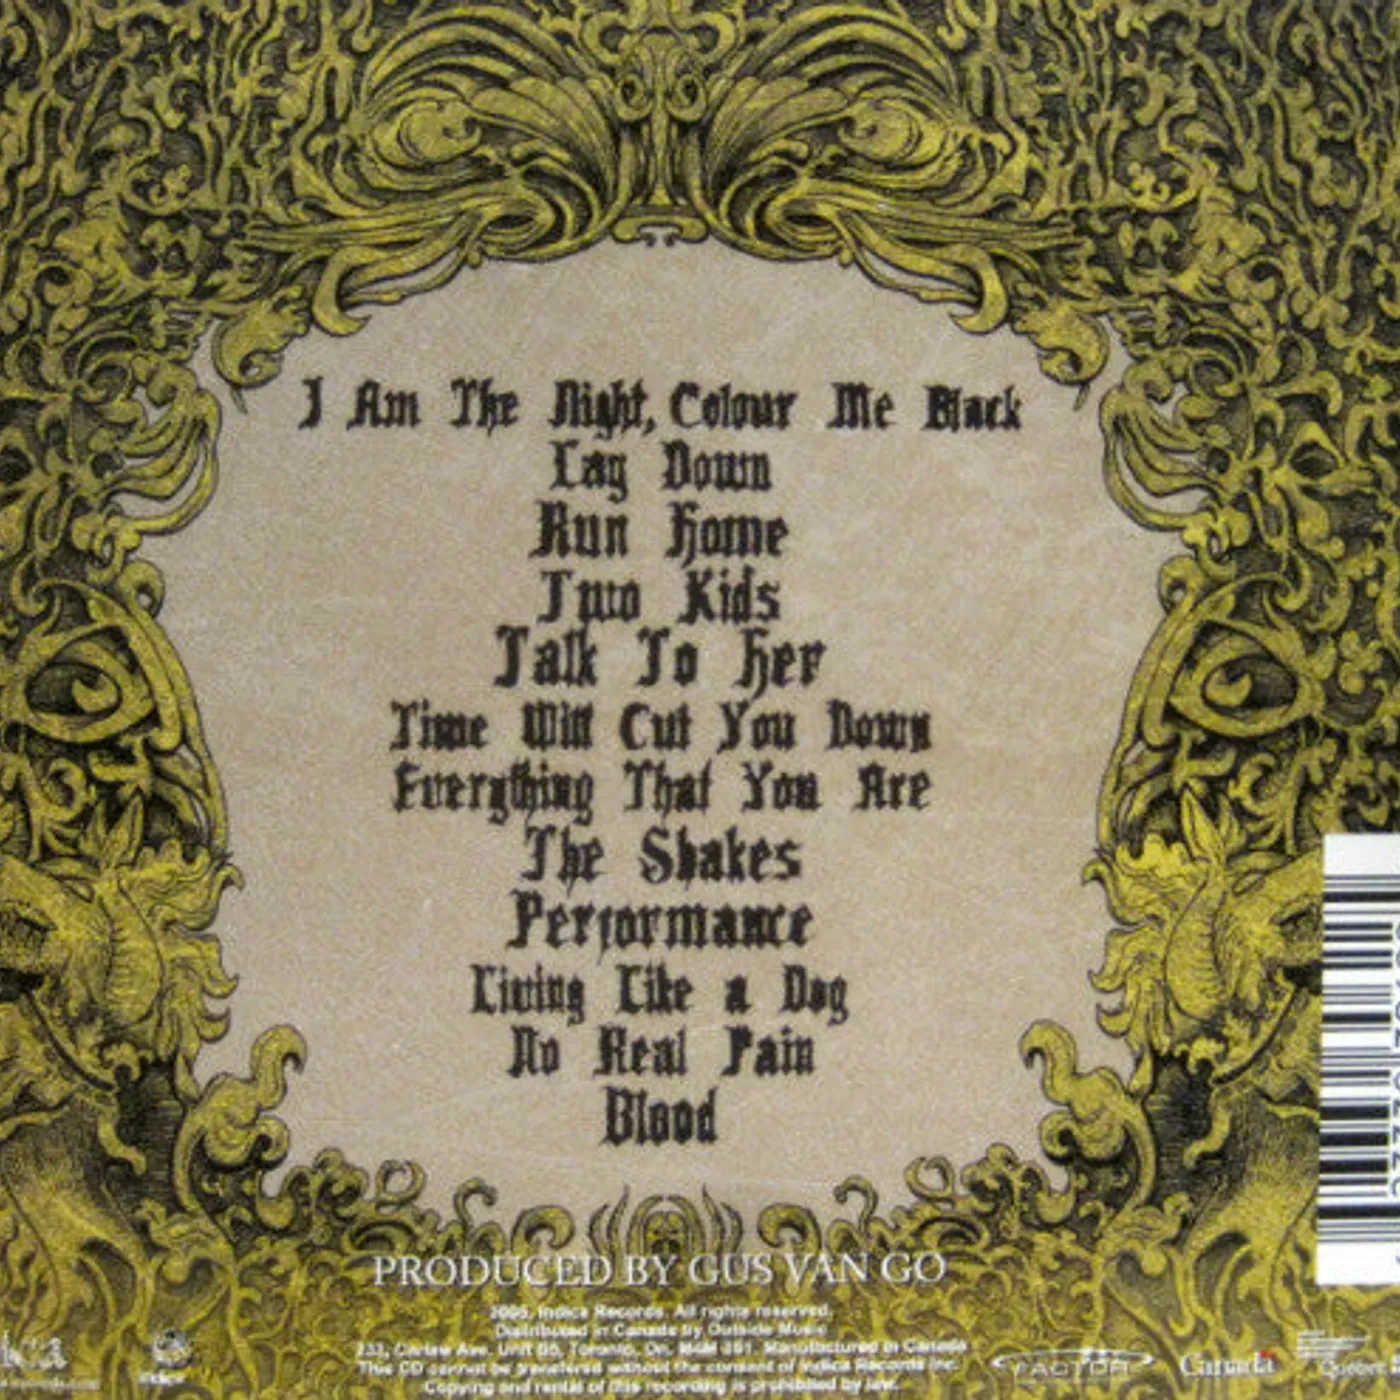 I Am The Night, Colour Me Black
Lay Down
Run Home
Two Kids
Talk To Her
Time Will Cut You Down
Everything That You Are
The Shakes
Performance
Living Like a Dog
No Real Pain
Blood
PRODUCED BY GUS VAN GO
Indica Records. All rights reserved.
Distributed in Canada by Outside Music
Carlaw Ave. Unit Toronto, On. Manufactured in Canada
This CD cannot be transferred without the consent of Indica Records Inc.
Copying and rental of this recording is prohibited by law.
FACTOR
Canada
Québec